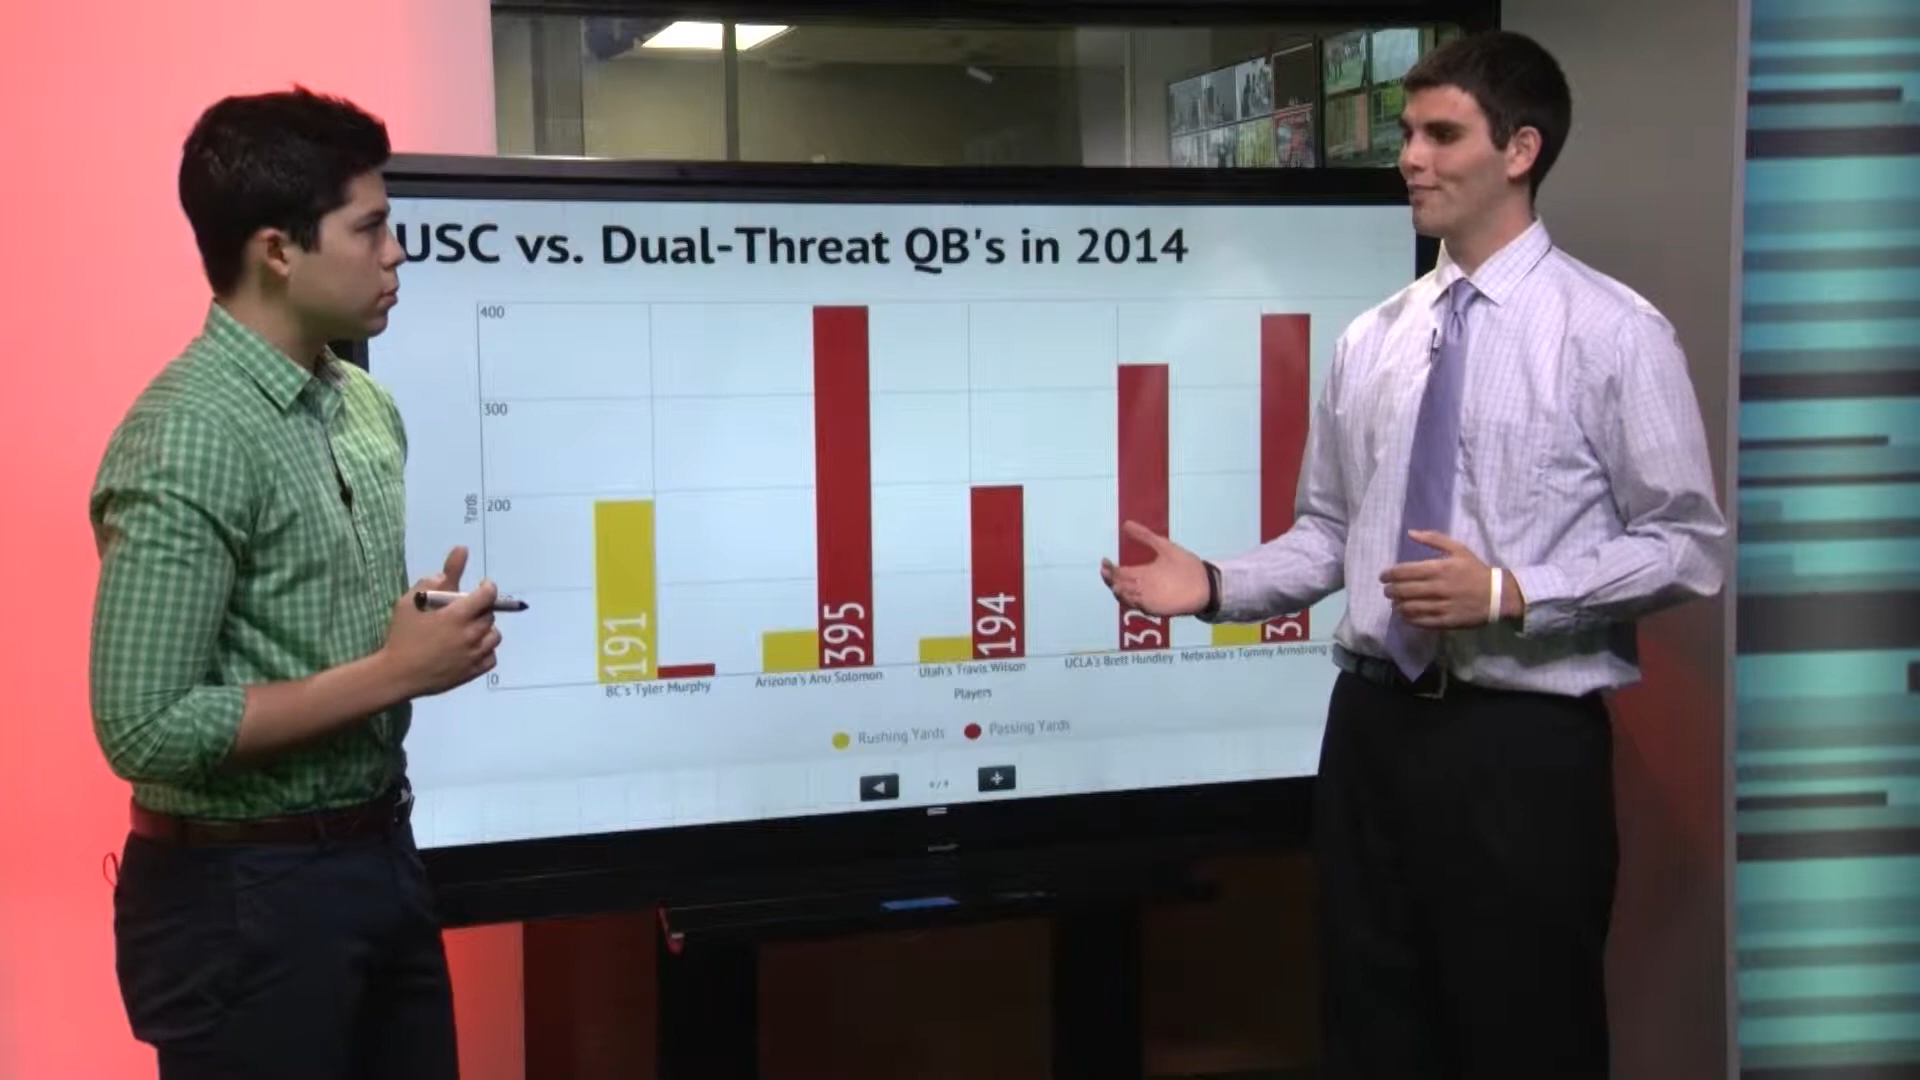 USC vs. Dual-Threat QB's in 2014
400
300
200
0
Yards
191
395
194
BC's Tyler Murphy
Arizona's Anu Solomon
Utah's Travis Wilson
UCLA's Brett Hundley
Nebraska's Tommy Armstrong
Players
Rushing Yards
Passing Yards